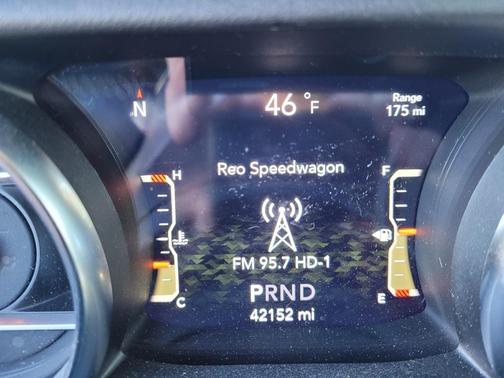 N
46 °F
Range
175 mi
H
Reo Speedwagon
F
FM 95.7 HD-1
C
PRND
E
42152 mi